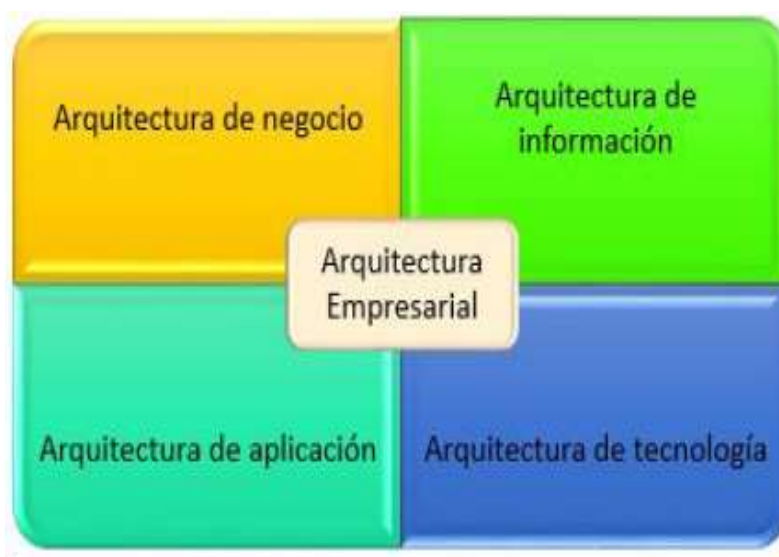 Arquitectura de negocio
Arquitectura de
información
Arquitectura
Empresarial
Arquitectura de aplicación
Arquitectura de tecnología